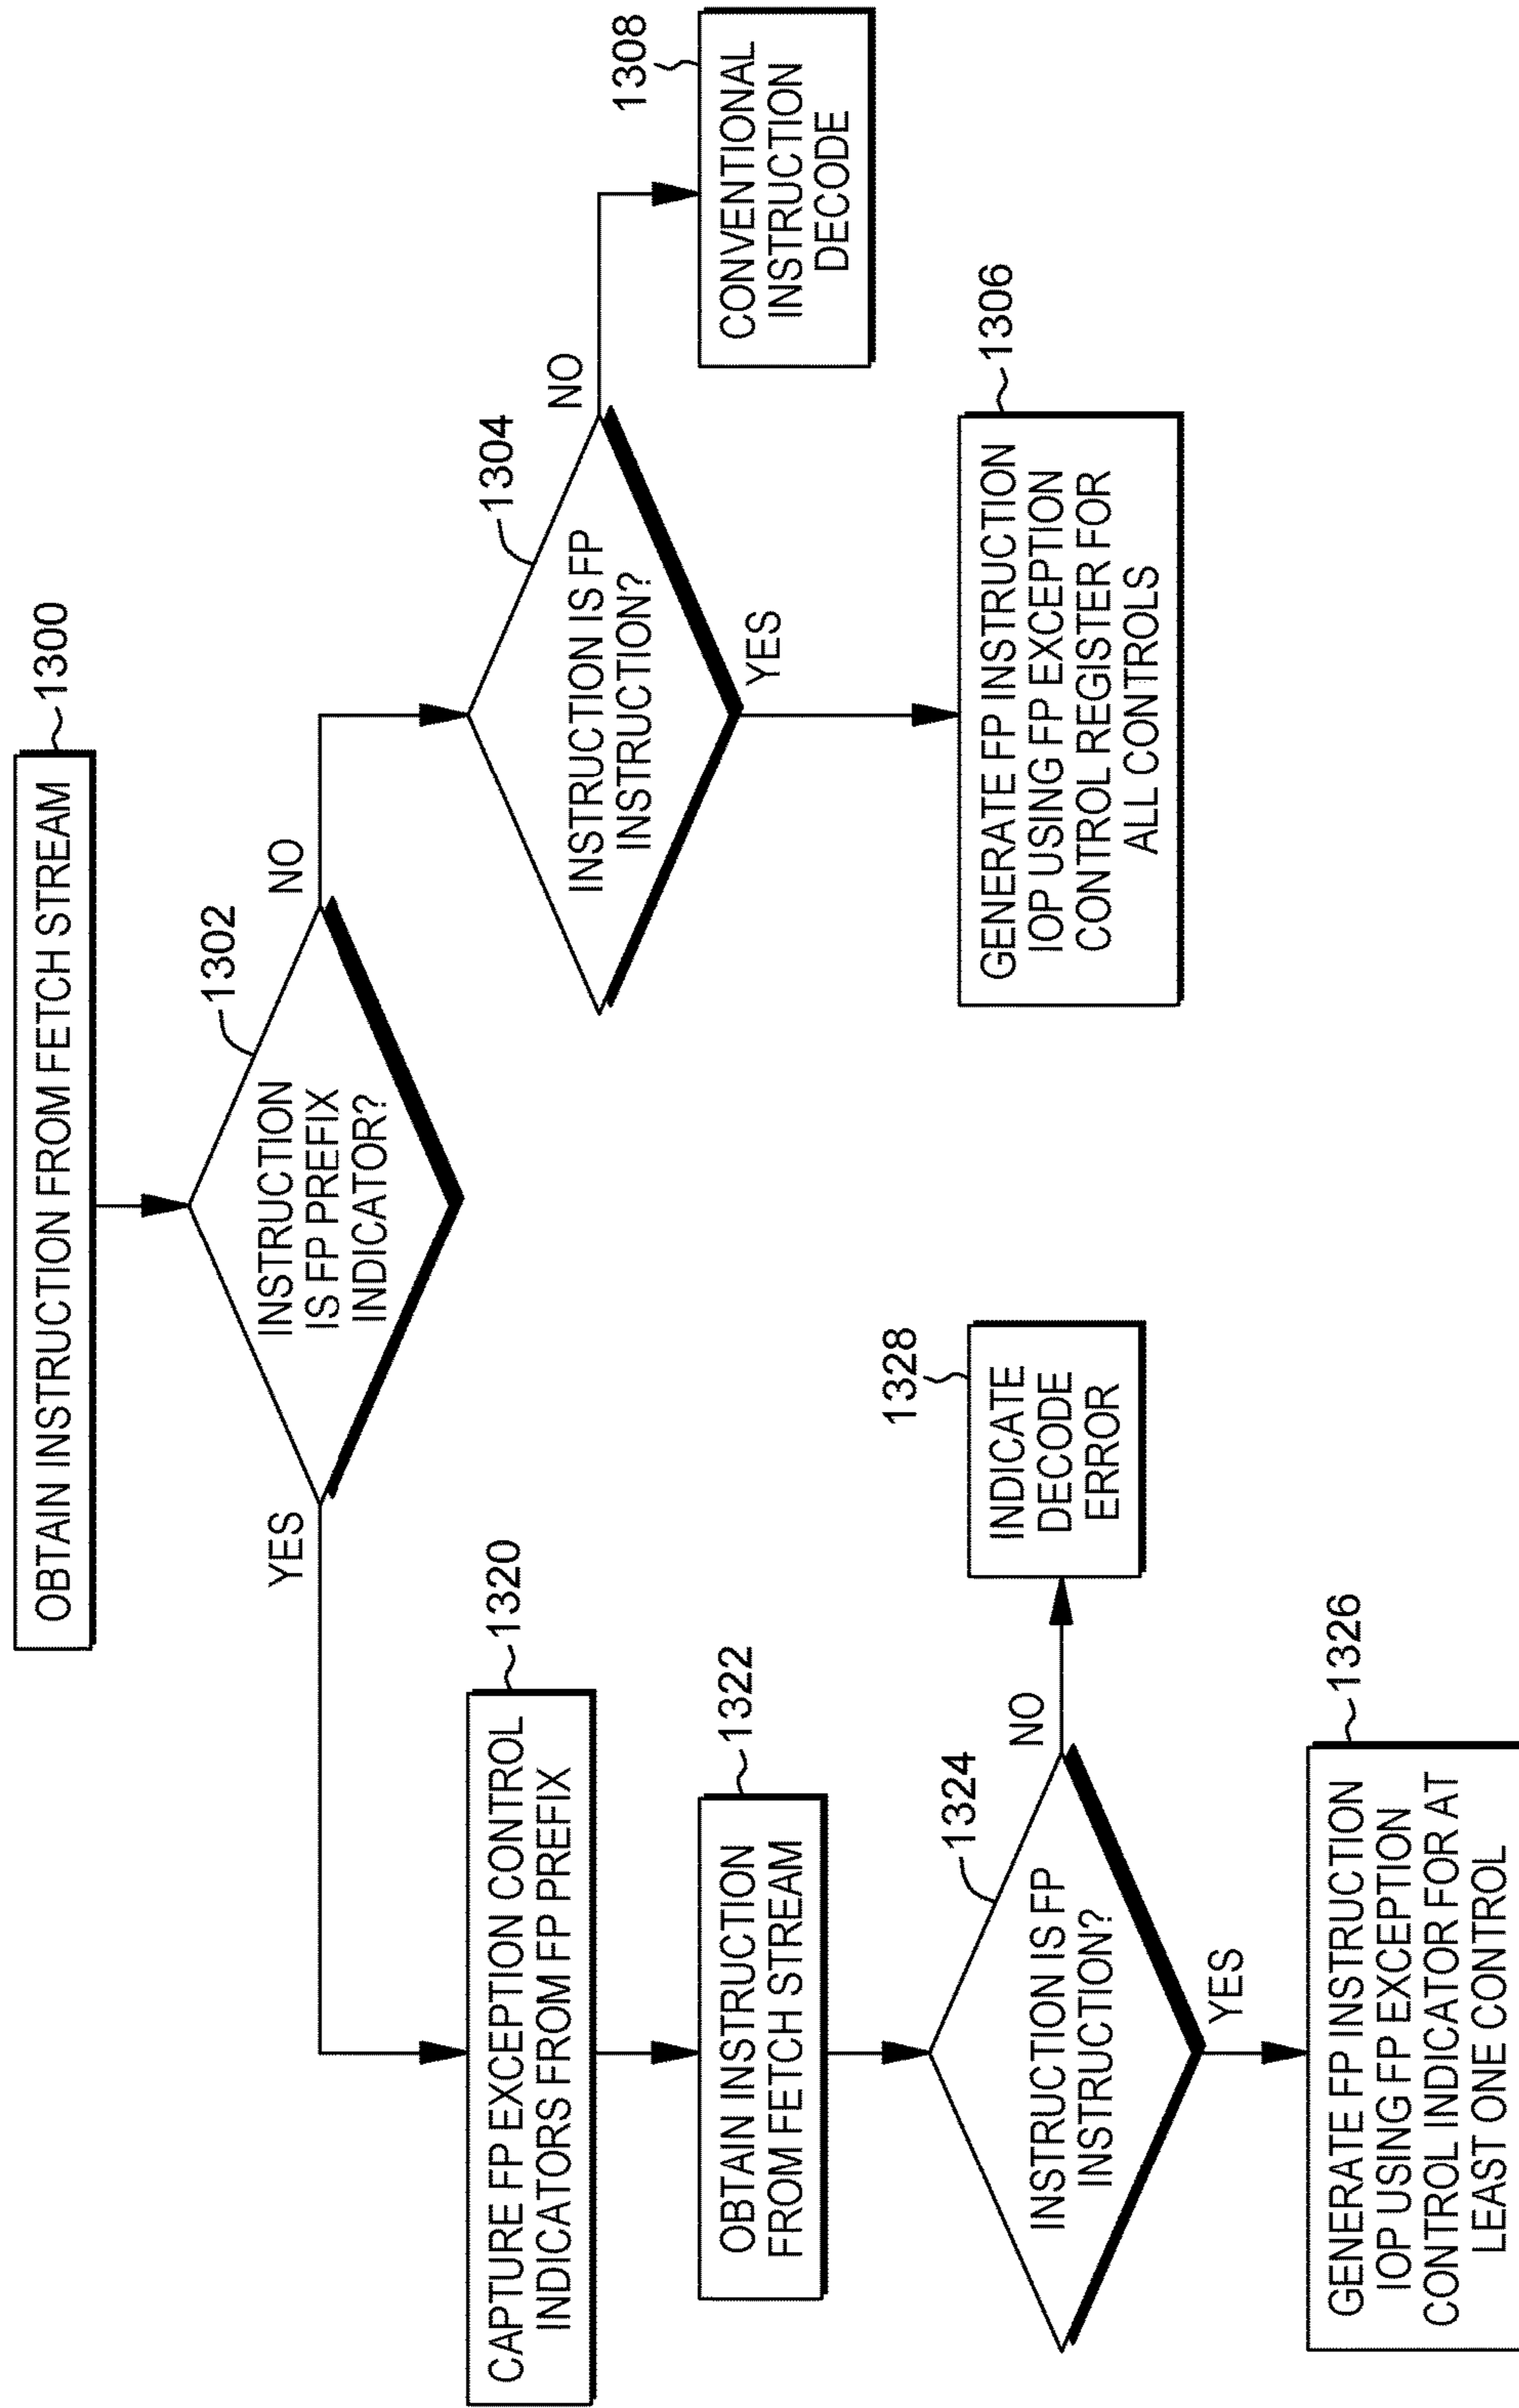 OBTAIN INSTRUCTION FROM FETCH STREAM
1300
INSTRUCTION
IS FP PREFIX
INDICATOR?
1302
YES
NO
INSTRUCTION IS FP
INSTRUCTION?
1304
NO
YES
CONVENTIONAL
INSTRUCTION
DECODE
1308
GENERATE FP INSTRUCTION
IOP USING FP EXCEPTION
CONTROL REGISTER FOR
ALL CONTROLS
1306
CAPTURE FP EXCEPTION CONTROL
INDICATORS FROM FP PREFIX
1320
OBTAIN INSTRUCTION
FROM FETCH STREAM
1322
INSTRUCTION IS FP
INSTRUCTION?
1324
NO
YES
INDICATE
DECODE
ERROR
1328
GENERATE FP INSTRUCTION
IOP USING FP EXCEPTION
CONTROL INDICATOR FOR AT
LEAST ONE CONTROL
1326